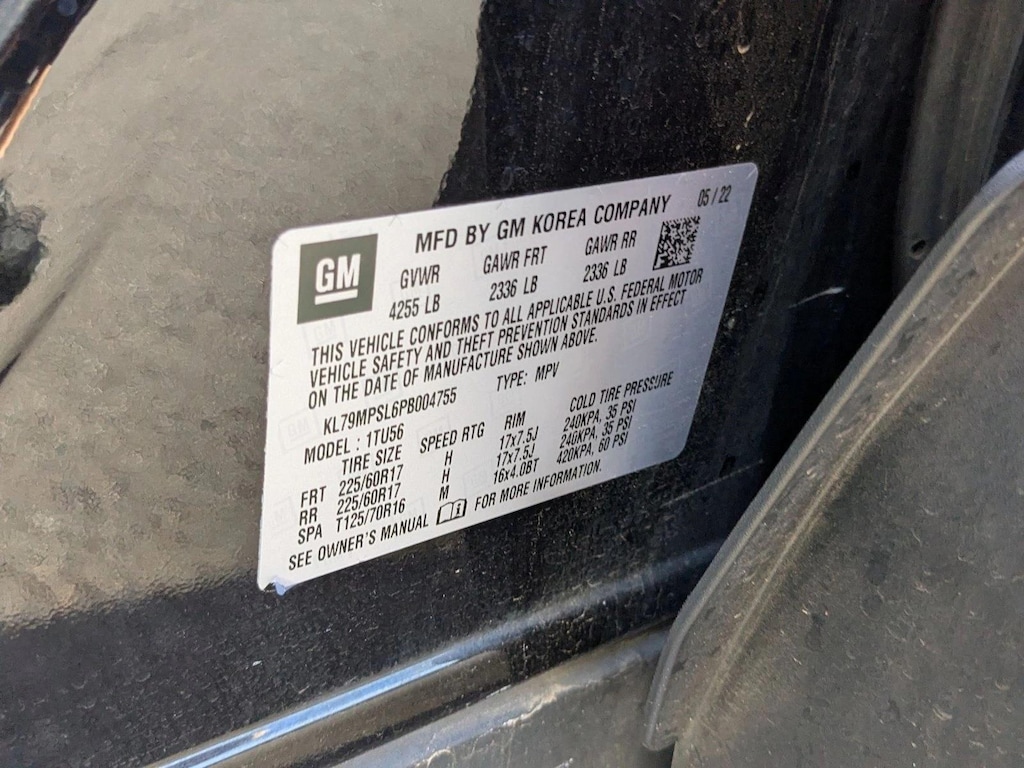 GM
MFD BY GM KOREA COMPANY 05 / 22
GVWR GAWR FRT GAWR RR
4255 LB 2336 LB 2336 LB
F
THIS VEHICLE CONFORMS TO ALL APPLICABLE U.S. FEDERAL MOTOR
VEHICLE SAFETY AND THEFT PREVENTION STANDARDS IN EFFECT
ON THE DATE OF MANUFACTURE SHOWN ABOVE.
KL79MPSL6PB004755 TYPE: MPV
MODEL : 1TU56
TIRE SIZE SPEED RTG RIM COLD TIRE PRESSURE
FRT 225/60R17 H 17x7.5J 240KPA, 35 PSI
RR 225/60R17 H 17x7.5J 240KPA, 35 PSI
SPA T125/70R16 M 16x4.0BT 420KPA, 60 PSI
SEE OWNER'S MANUAL FOR MORE INFORMATION.